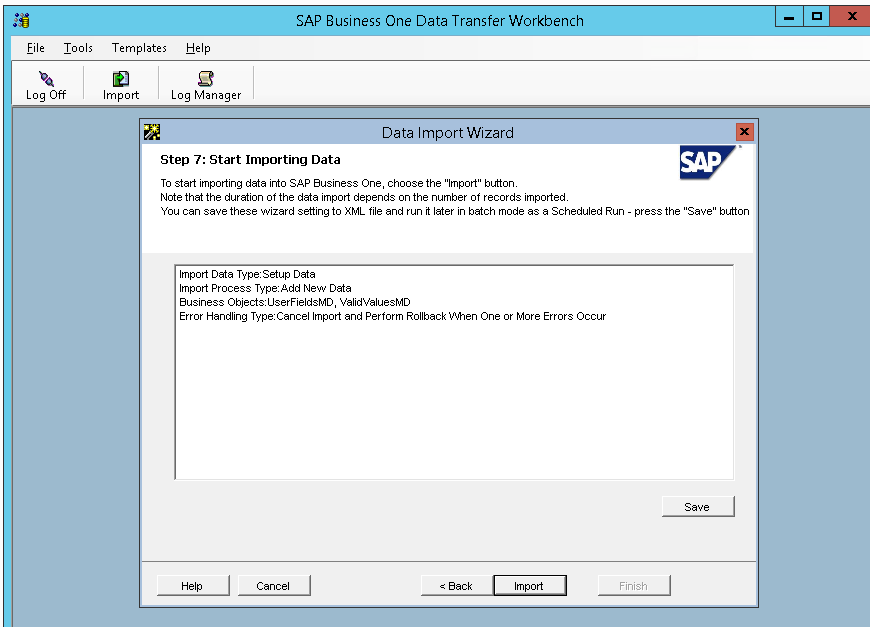 SAP Business One Data Transfer Workbench
File Tools Templates Help
Log Off Import Log Manager
Data Import Wizard
Step 7: Start Importing Data
SAP
To start importing data into SAP Business One, choose the "Import" button.
Note that the duration of the data import depends on the number of records imported.
You can save these wizard setting to XML file and run it later in batch mode as a Scheduled Run - press the "Save" button
Import Data Type:Setup Data
Import Process Type:Add New Data
Business Objects:UserFieldsMD, ValidValuesMD
Error Handling Type:Cancel Import and Perform Rollback When One or More Errors Occur
Save
Help Cancel < Back Import Finish